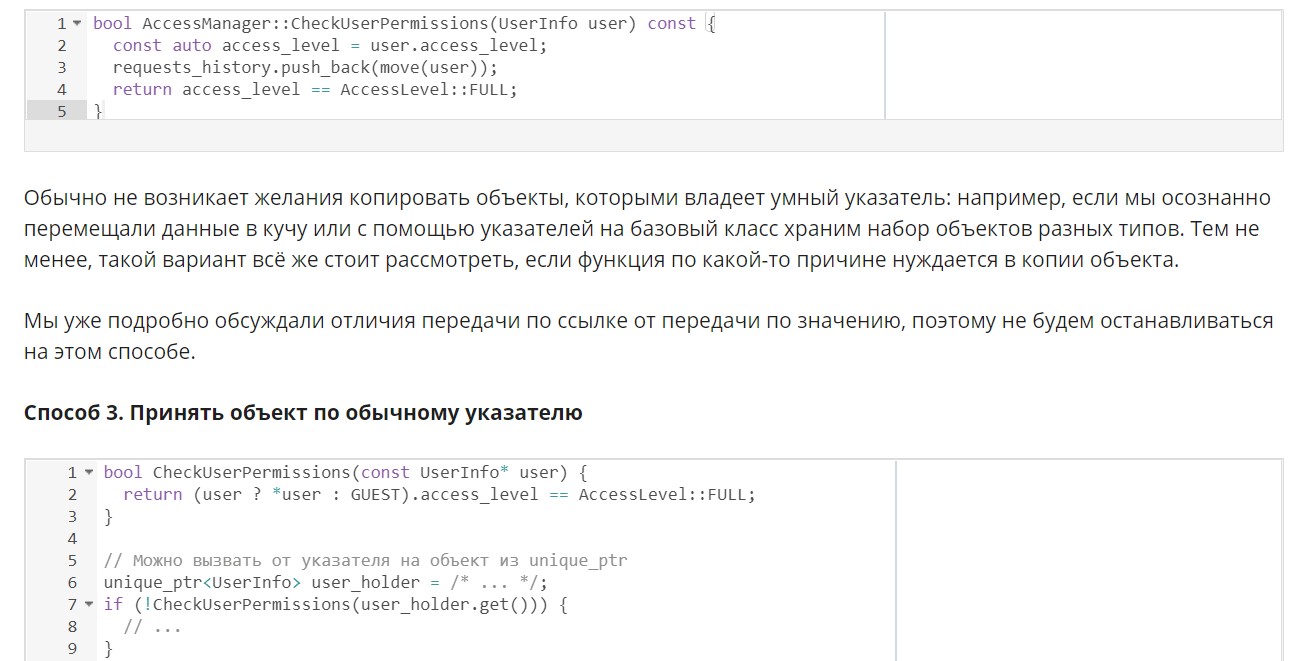 1 bool AccessManager::CheckUserPermissions(UserInfo user) const {
2   const auto access_level = user.access_level;
3   requests_history.push_back(move(user));
4   return access_level == AccessLevel::FULL;
5 }
Обычно не возникает желания копировать объекты, которыми владеет умный указатель: например, если мы осознанно
перемещали данные в кучу или с помощью указателей на базовый класс храним набор объектов разных типов. Тем не
менее, такой вариант всё же стоит рассмотреть, если функция по какой-то причине нуждается в копии объекта.
Мы уже подробно обсуждали отличия передачи по ссылке от передачи по значению, поэтому не будем останавливаться
на этом способе.
Способ 3. Принять объект по обычному указателю
1 bool CheckUserPermissions(const UserInfo* user) {
2   return (user ? *user : GUEST).access_level == AccessLevel::FULL;
3 }
4
5 // Можно вызвать от указателя на объект из unique_ptr
6 unique_ptr<UserInfo> user_holder = /* ... */;
7 if (!CheckUserPermissions(user_holder.get())) {
8   // ...
9 }